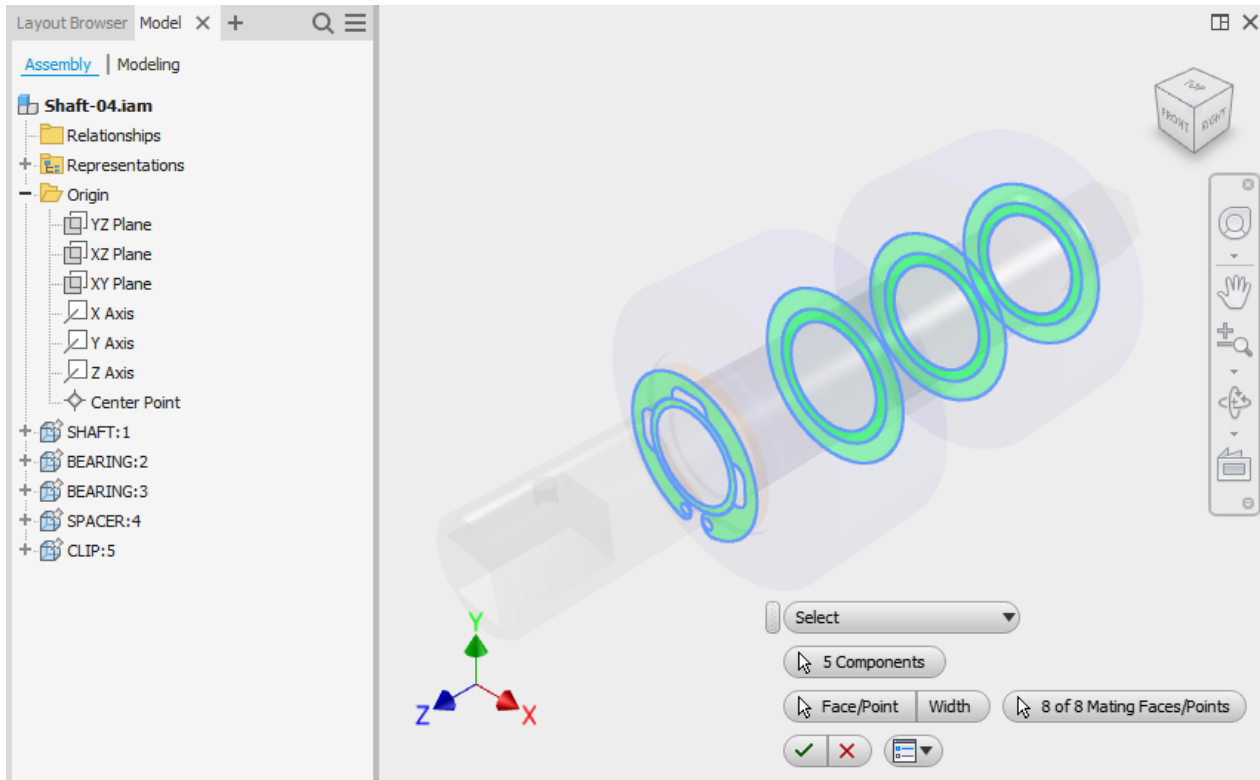 Layout Browser Model
Assembly | Modeling
Shaft-04.iam
Relationships
Representations
Origin
YZ Plane
XZ Plane
XY Plane
X Axis
Y Axis
Z Axis
Center Point
SHAFT:1
BEARING:2
BEARING:3
SPACER:4
CLIP:5
TOP
FRONT RIGHT
Y
Z X
Select
5 Components
Face/Point Width 8 of 8 Mating Faces/Points